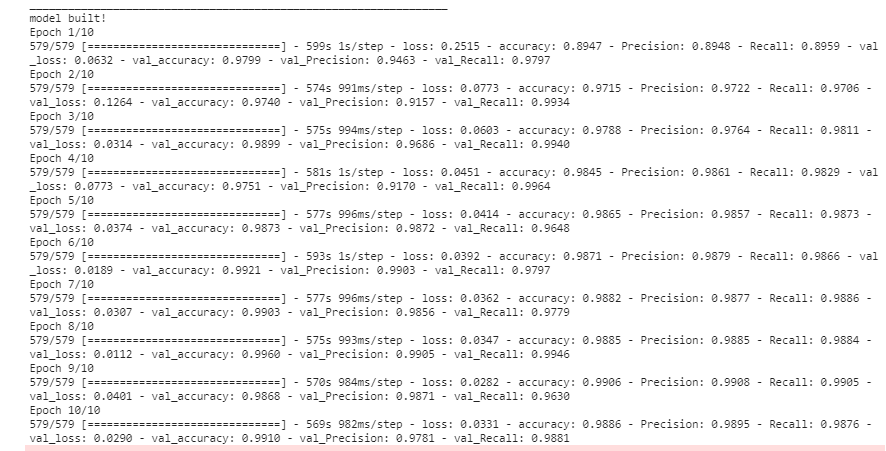 model built!
Epoch 1/10
579/579 [==============================] - 599s 1s/step - loss: 0.2515 - accuracy: 0.8947 - Precision: 0.8948 - Recall: 0.8959 - val
_loss: 0.0632 - val_accuracy: 0.9799 - val_Precision: 0.9463 - val_Recall: 0.9797
Epoch 2/10
579/579 [==============================] - 574s 991ms/step - loss: 0.0773 - accuracy: 0.9715 - Precision: 0.9722 - Recall: 0.9706 -
val_loss: 0.1264 - val_accuracy: 0.9740 - val_Precision: 0.9157 - val_Recall: 0.9934
Epoch 3/10
579/579 [==============================] - 575s 994ms/step - loss: 0.0603 - accuracy: 0.9788 - Precision: 0.9764 - Recall: 0.9811 -
val_loss: 0.0314 - val_accuracy: 0.9899 - val_Precision: 0.9686 - val_Recall: 0.9940
Epoch 4/10
579/579 [==============================] - 581s 1s/step - loss: 0.0451 - accuracy: 0.9845 - Precision: 0.9861 - Recall: 0.9829 - val
_loss: 0.0773 - val_accuracy: 0.9751 - val_Precision: 0.9170 - val_Recall: 0.9964
Epoch 5/10
579/579 [==============================] - 577s 996ms/step - loss: 0.0414 - accuracy: 0.9865 - Precision: 0.9857 - Recall: 0.9873 -
val_loss: 0.0374 - val_accuracy: 0.9873 - val_Precision: 0.9872 - val_Recall: 0.9648
Epoch 6/10
579/579 [==============================] - 593s 1s/step - loss: 0.0392 - accuracy: 0.9871 - Precision: 0.9879 - Recall: 0.9866 - val
_loss: 0.0189 - val_accuracy: 0.9921 - val_Precision: 0.9903 - val_Recall: 0.9797
Epoch 7/10
579/579 [==============================] - 577s 996ms/step - loss: 0.0362 - accuracy: 0.9882 - Precision: 0.9877 - Recall: 0.9886 -
val_loss: 0.0307 - val_accuracy: 0.9903 - val_Precision: 0.9856 - val_Recall: 0.9779
Epoch 8/10
579/579 [==============================] - 575s 993ms/step - loss: 0.0347 - accuracy: 0.9885 - Precision: 0.9885 - Recall: 0.9884 -
val_loss: 0.0112 - val_accuracy: 0.9960 - val_Precision: 0.9905 - val_Recall: 0.9946
Epoch 9/10
579/579 [==============================] - 570s 984ms/step - loss: 0.0282 - accuracy: 0.9906 - Precision: 0.9908 - Recall: 0.9905 -
val_loss: 0.0401 - val_accuracy: 0.9868 - val_Precision: 0.9871 - val_Recall: 0.9630
Epoch 10/10
579/579 [==============================] - 569s 982ms/step - loss: 0.0331 - accuracy: 0.9886 - Precision: 0.9895 - Recall: 0.9876 -
val_loss: 0.0290 - val_accuracy: 0.9910 - val_Precision: 0.9781 - val_Recall: 0.9881